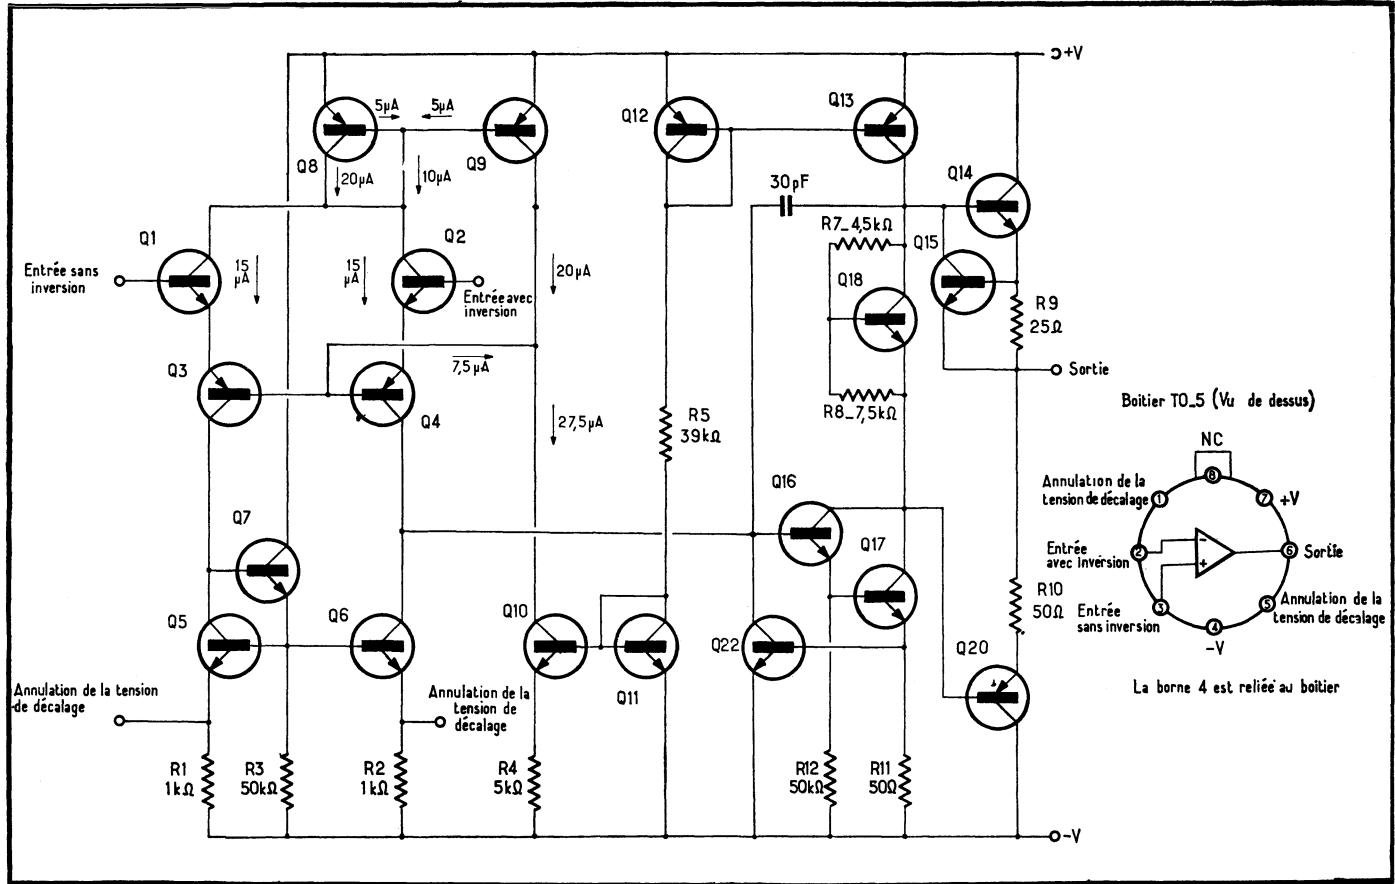 +V
Q8
5µA
5µA
Q9
20µA
10µA
Q12
Q13
Q14
30pF
R7_4,5kΩ
Q15
Q1
Entrée sans
inversion
15
µA
15
µA
Q2
Entrée avec
inversion
20µA
Q18
R9
25Ω
Sortie
Q3
7,5µA
Q4
R8_7,5kΩ
27,5µA
R5
39kΩ
Q7
Q16
Q17
R10
50Ω
Q5
Q6
Q10
Q11
Q22
Q20
Annulation de la tension
de décalage
Annulation de la
tension de
décalage
R1
1kΩ
R3
50kΩ
R2
1kΩ
R4
5kΩ
R12
50kΩ
R11
50Ω
-V
Boitier TO_5 (Vu de dessus)
NC
8
Annulation de la
tension de décalage
1
7
+V
Entrée
avec inversion
2
-
+
6
Sortie
Entrée
sans inversion
3
5
Annulation de la
tension de décalage
4
-V
La borne 4 est reliée au boîtier